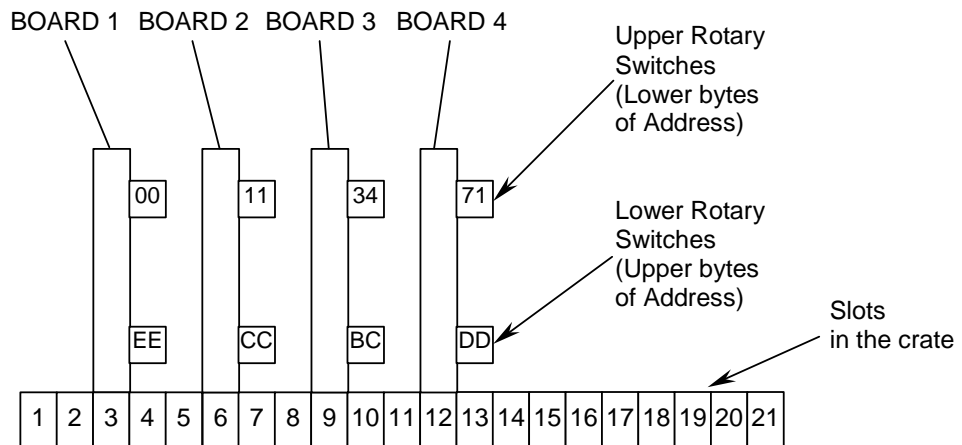 BOARD 1 BOARD 2 BOARD 3 BOARD 4
Upper Rotary
Switches
(Lower bytes
of Address)
00 11 34 71
Lower Rotary
Switches
(Upper bytes
of Address)
EE CC BC DD
Slots
in the crate
1 2 3 4 5 6 7 8 9 10 11 12 13 14 15 16 17 18 19 20 21